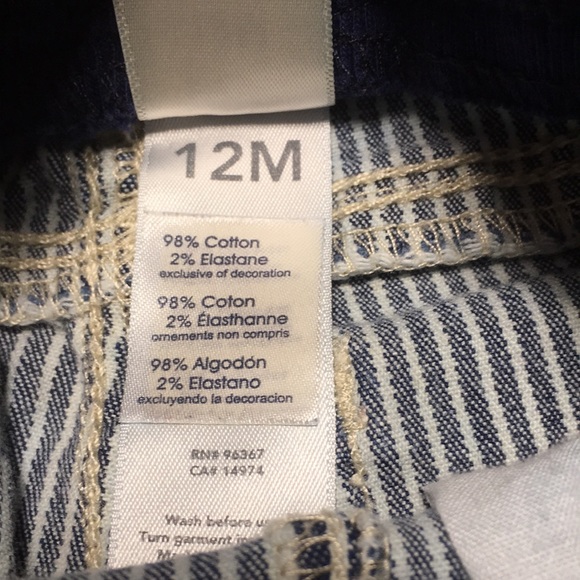 12M
98% Cotton
2% Elastane
exclusive of decoration
98% Coton
2% Élasthanne
ornements non compris
98% Algodón
2% Elastano
excluyendo la decoracion
RN# 96367
CA# 14974
Wash before
Turn garment